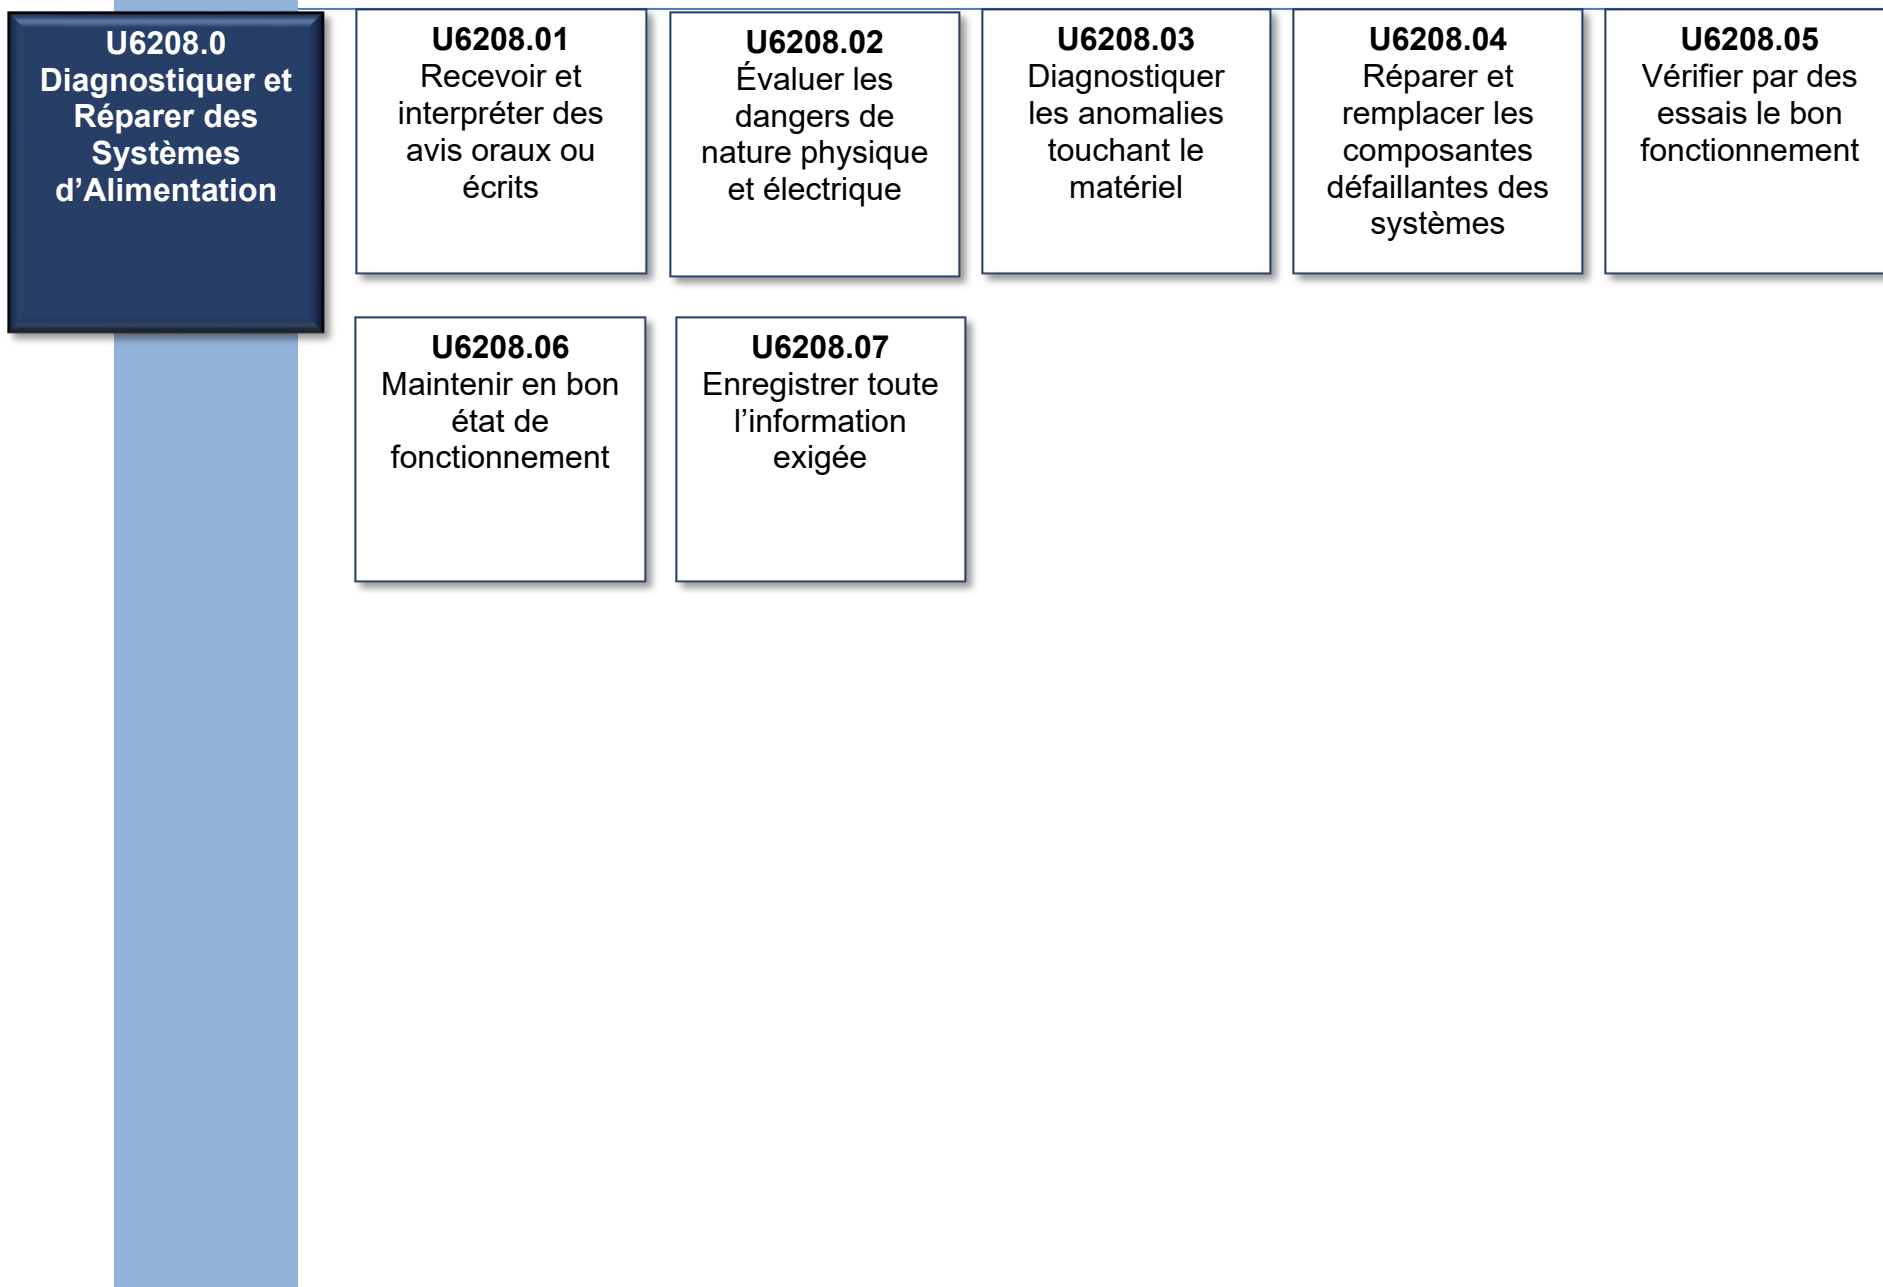 U6208.0
Diagnostiquer et
Réparer des
Systèmes
d’Alimentation
U6208.01
Recevoir et
interpréter des
avis oraux ou
écrits
U6208.02
Évaluer les
dangers de
nature physique
et électrique
U6208.03
Diagnostiquer
les anomalies
touchant le
matériel
U6208.04
Réparer et
remplacer les
composantes
défaillantes des
systèmes
U6208.05
Vérifier par des
essais le bon
fonctionnement
U6208.06
Maintenir en bon
état de
fonctionnement
U6208.07
Enregistrer toute
l’information
exigée